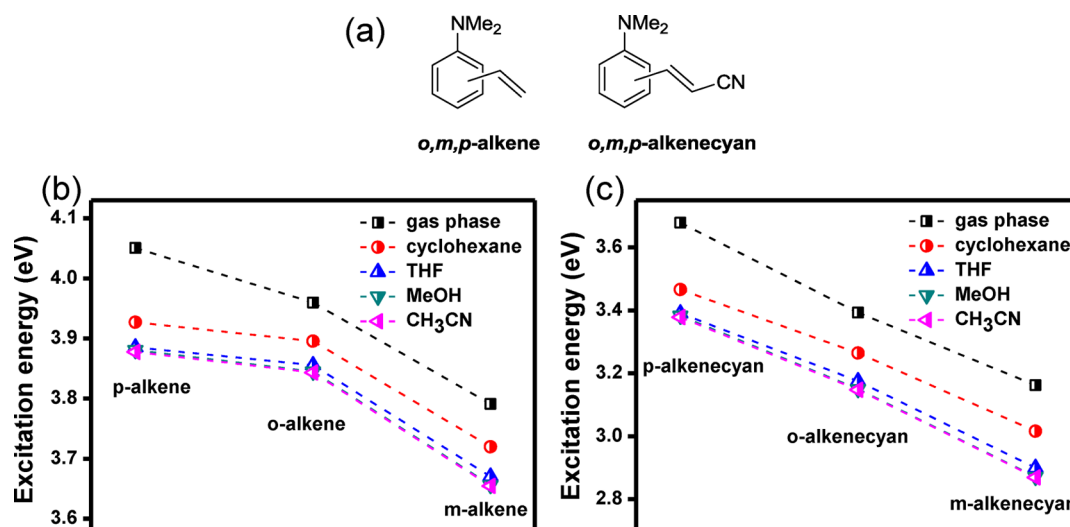 (a)
NMe2
NMe2
CN
o,m,p-alkene
o,m,p-alkenecyan
(b)
Excitation energy (eV)
4.1
4.0
3.9
3.8
3.7
3.6
gas phase
cyclohexane
THF
MeOH
CH3CN
p-alkene
o-alkene
m-alkene
(c)
Excitation energy (eV)
3.6
3.4
3.2
3.0
2.8
gas phase
cyclohexane
THF
MeOH
CH3CN
p-alkenecyan
o-alkenecyan
m-alkenecyan